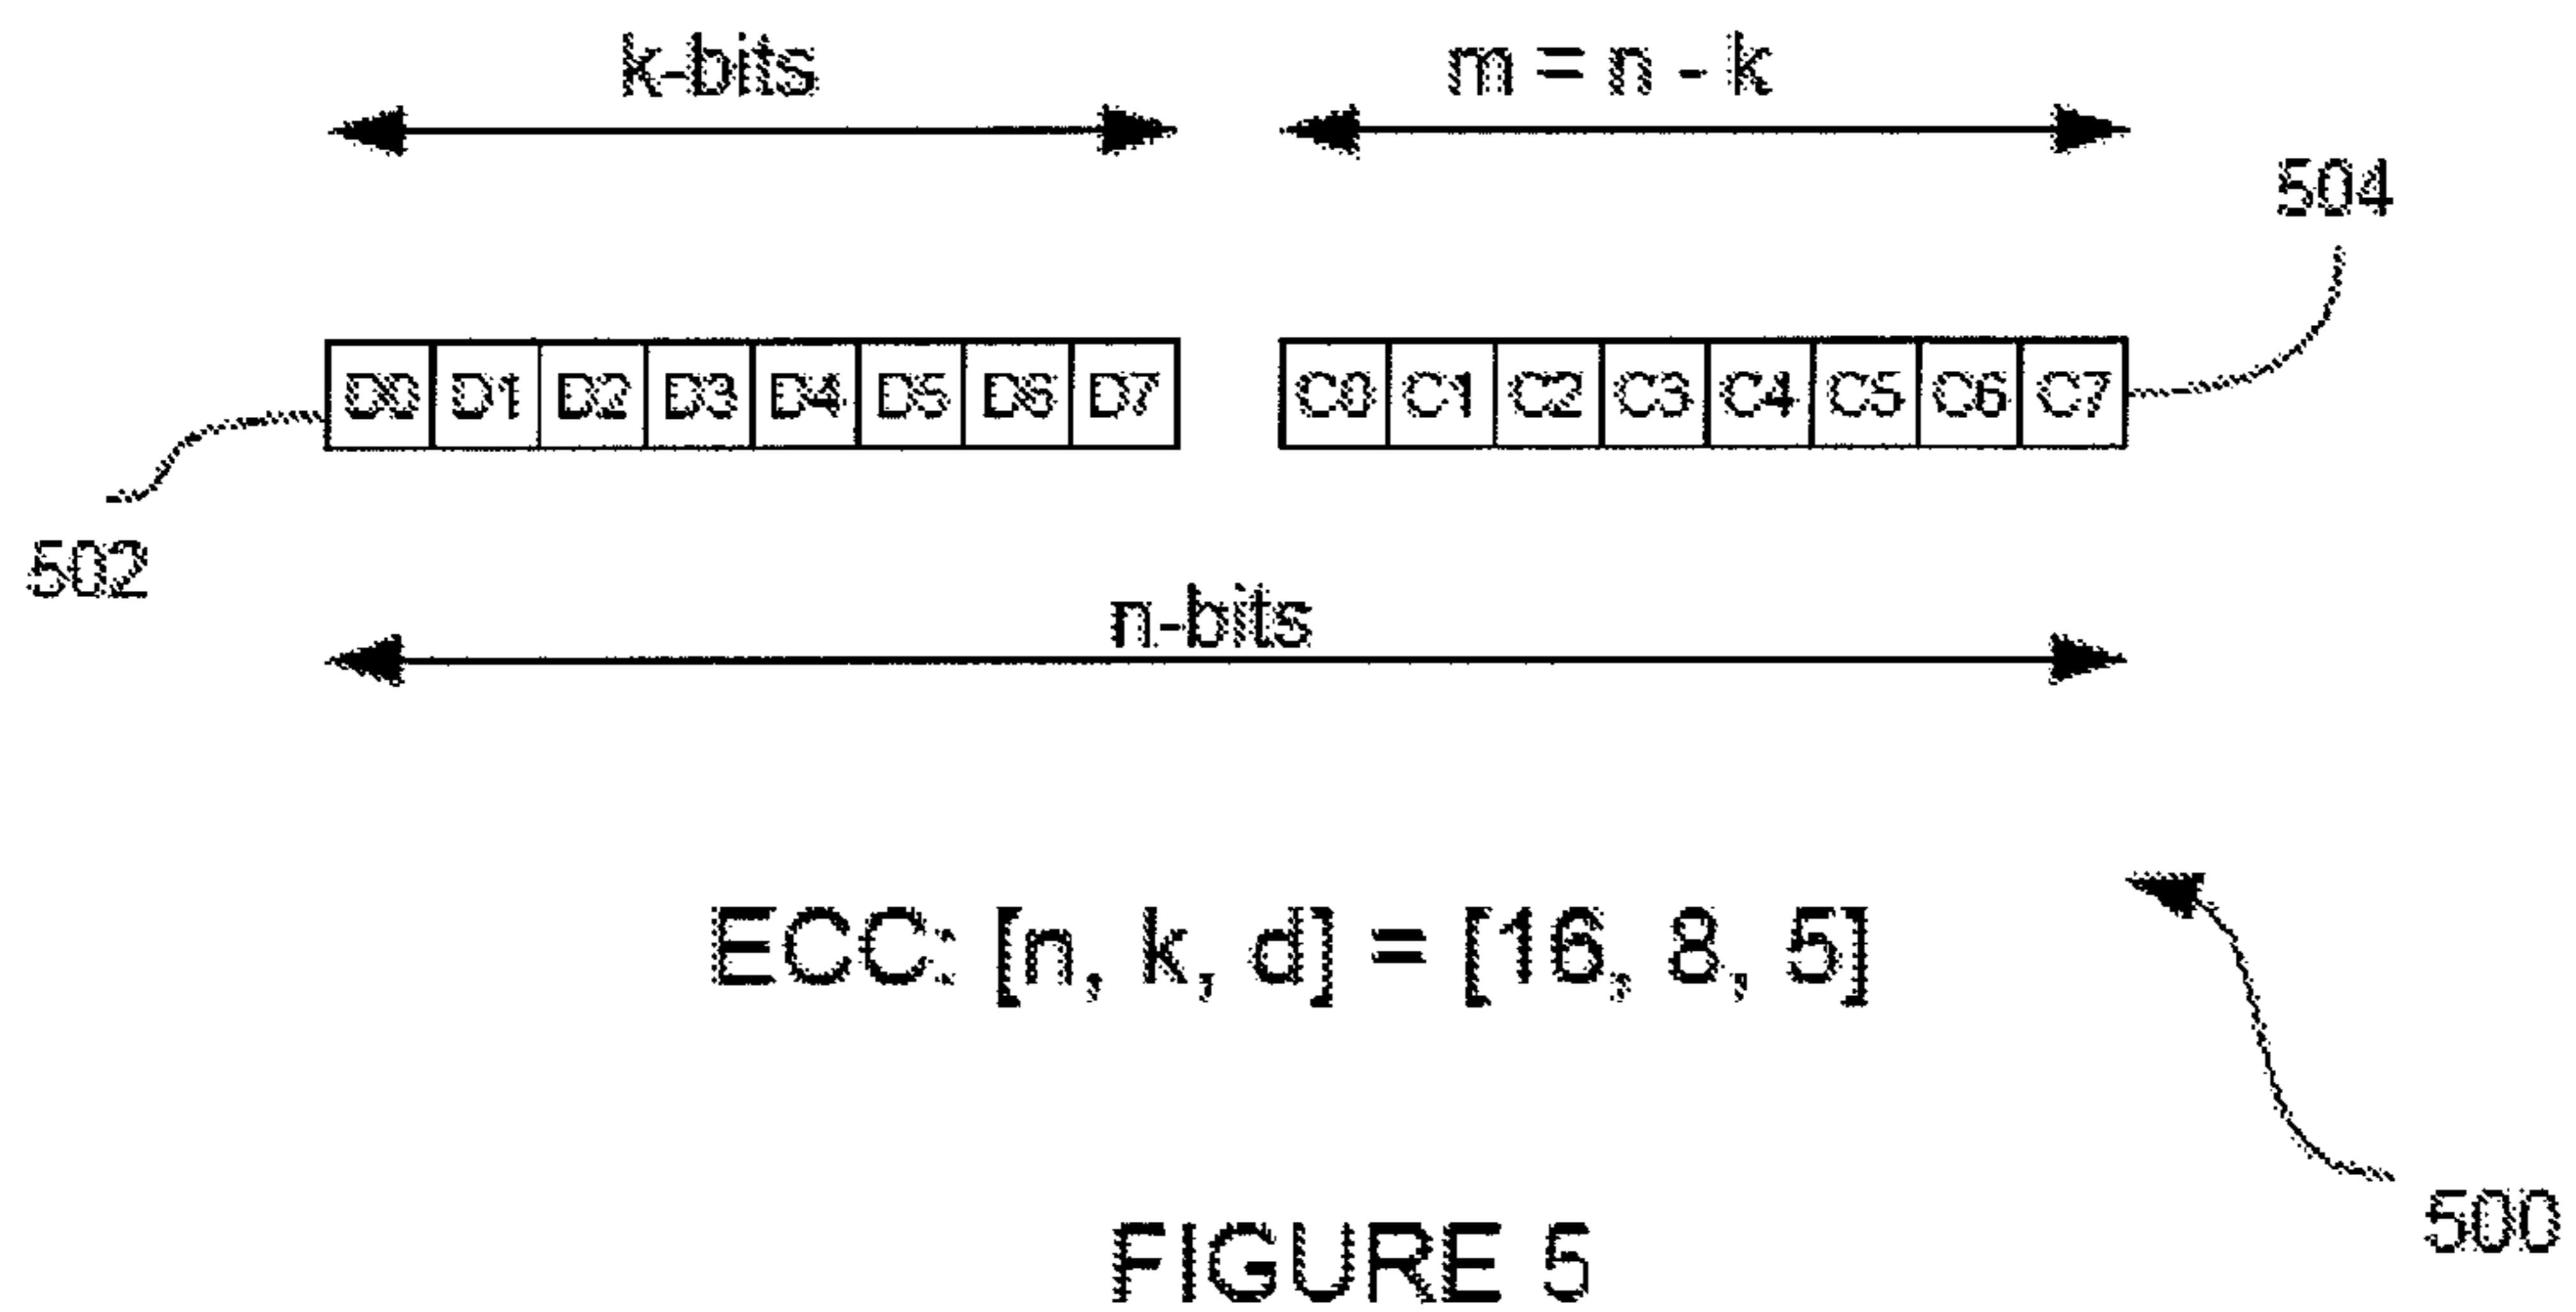 k-bits m = n - k
504
D0 D1 D2 D3 D4 D5 D6 D7 C0 C1 C2 C3 C4 C5 C6 C7
502
n-bits
ECC: [n, k, d] = [16, 8, 5]
500
FIGURE 5